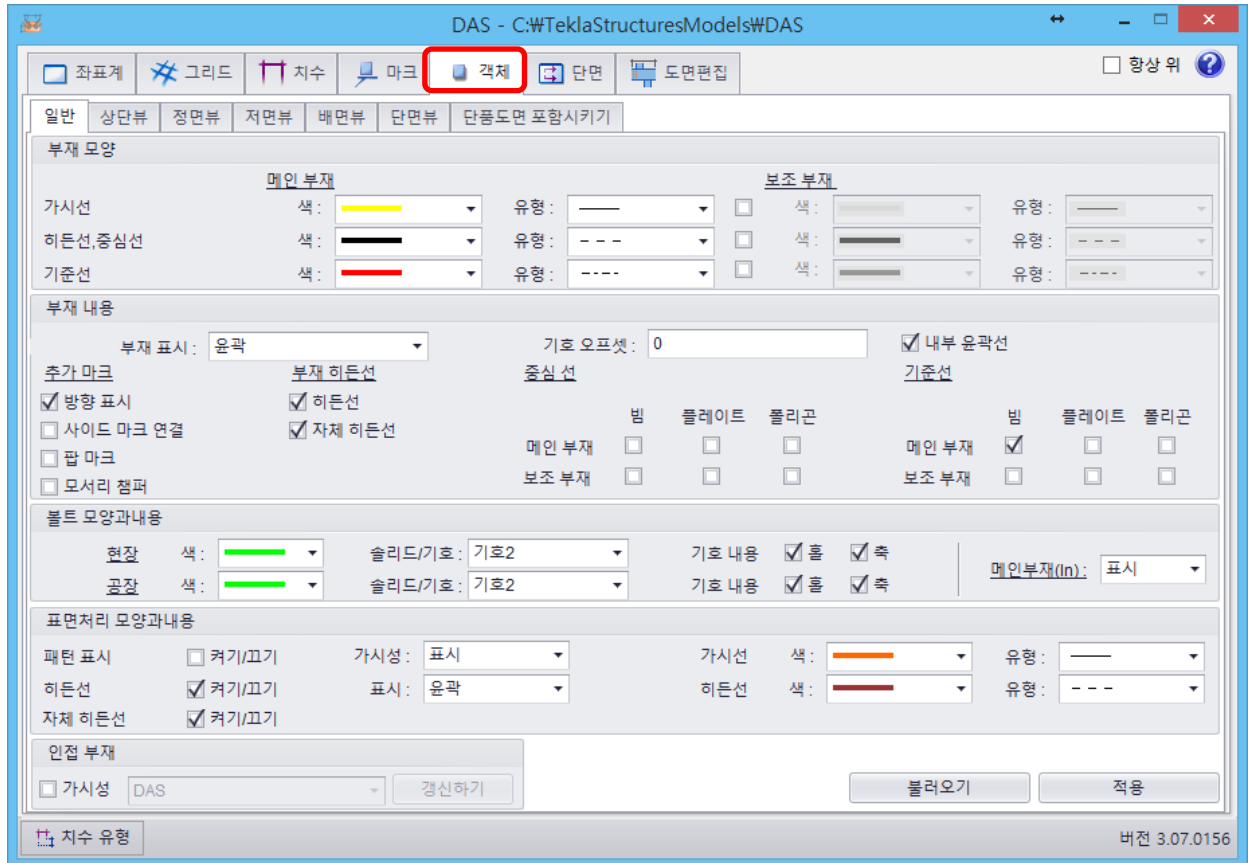 DAS - C:₩TeklaStructuresModels₩DAS
좌표계 그리드 치수 마크 객체 단면 도면편집 항상 위
일반 상단뷰 정면뷰 저면뷰 배면뷰 단면뷰 단품도면 포함시키기
부재 모양
메인 부재 보조 부재
가시선 색 : 유형 : 색 : 유형 :
히든선,중심선 색 : 유형 : 색 : 유형 :
기준선 색 : 유형 : 색 : 유형 :
부재 내용
부재 표시 : 윤곽 기호 오프셋 : 0 내부 윤곽선
추가 마크 부재 히든선 중심 선 기준선
방향 표시 히든선
빔 플레이트 폴리곤 빔 플레이트 폴리곤
사이드 마크 연결 자체 히든선
메인 부재 메인 부재
팝 마크
보조 부재 보조 부재
모서리 챔퍼
볼트 모양과내용
현장 색 : 솔리드/기호 : 기호2 기호 내용 홀 축
메인부재(In) : 표시
공장 색 : 솔리드/기호 : 기호2 기호 내용 홀 축
표면처리 모양과내용
패턴 표시 켜기/끄기 가시성 : 표시 가시선 색 : 유형 :
히든선 켜기/끄기 표시 : 윤곽 히든선 색 : 유형 :
자체 히든선 켜기/끄기
인접 부재
가시성 DAS 갱신하기 불러오기 적용
치수 유형 버전 3.07.0156